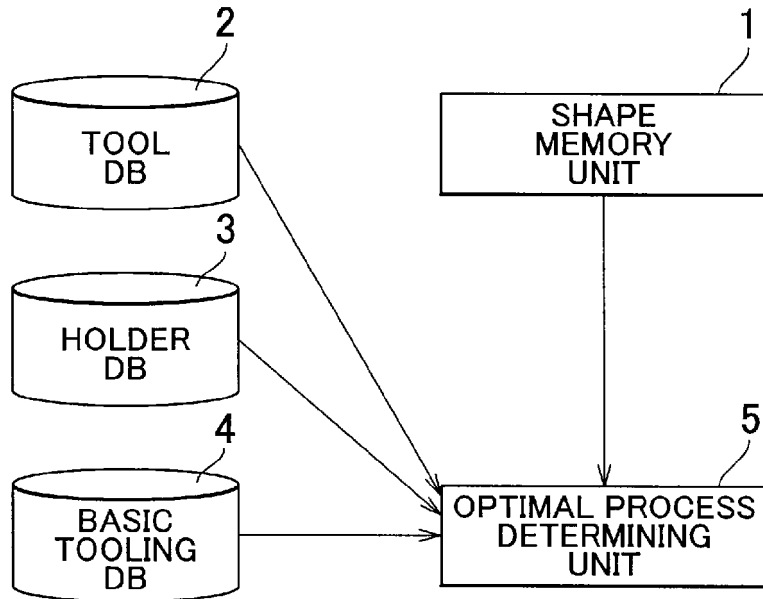 2
TOOL
DB
1
SHAPE
MEMORY
UNIT
3
HOLDER
DB
4
BASIC
TOOLING
DB
5
OPTIMAL PROCESS
DETERMINING
UNIT